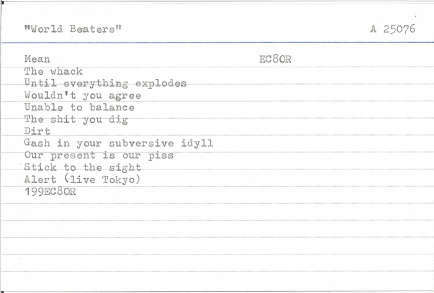 "World Beaters" A 25076
Mean EC8OR
The whack
Until everything explodes
Wouldn't you agree
Unable to balance
The shit you dig
Dirt
Gash in your subversive idyll
Our present is our piss
Stick to the sight
Alert (live Tokyo)
199EC8OR